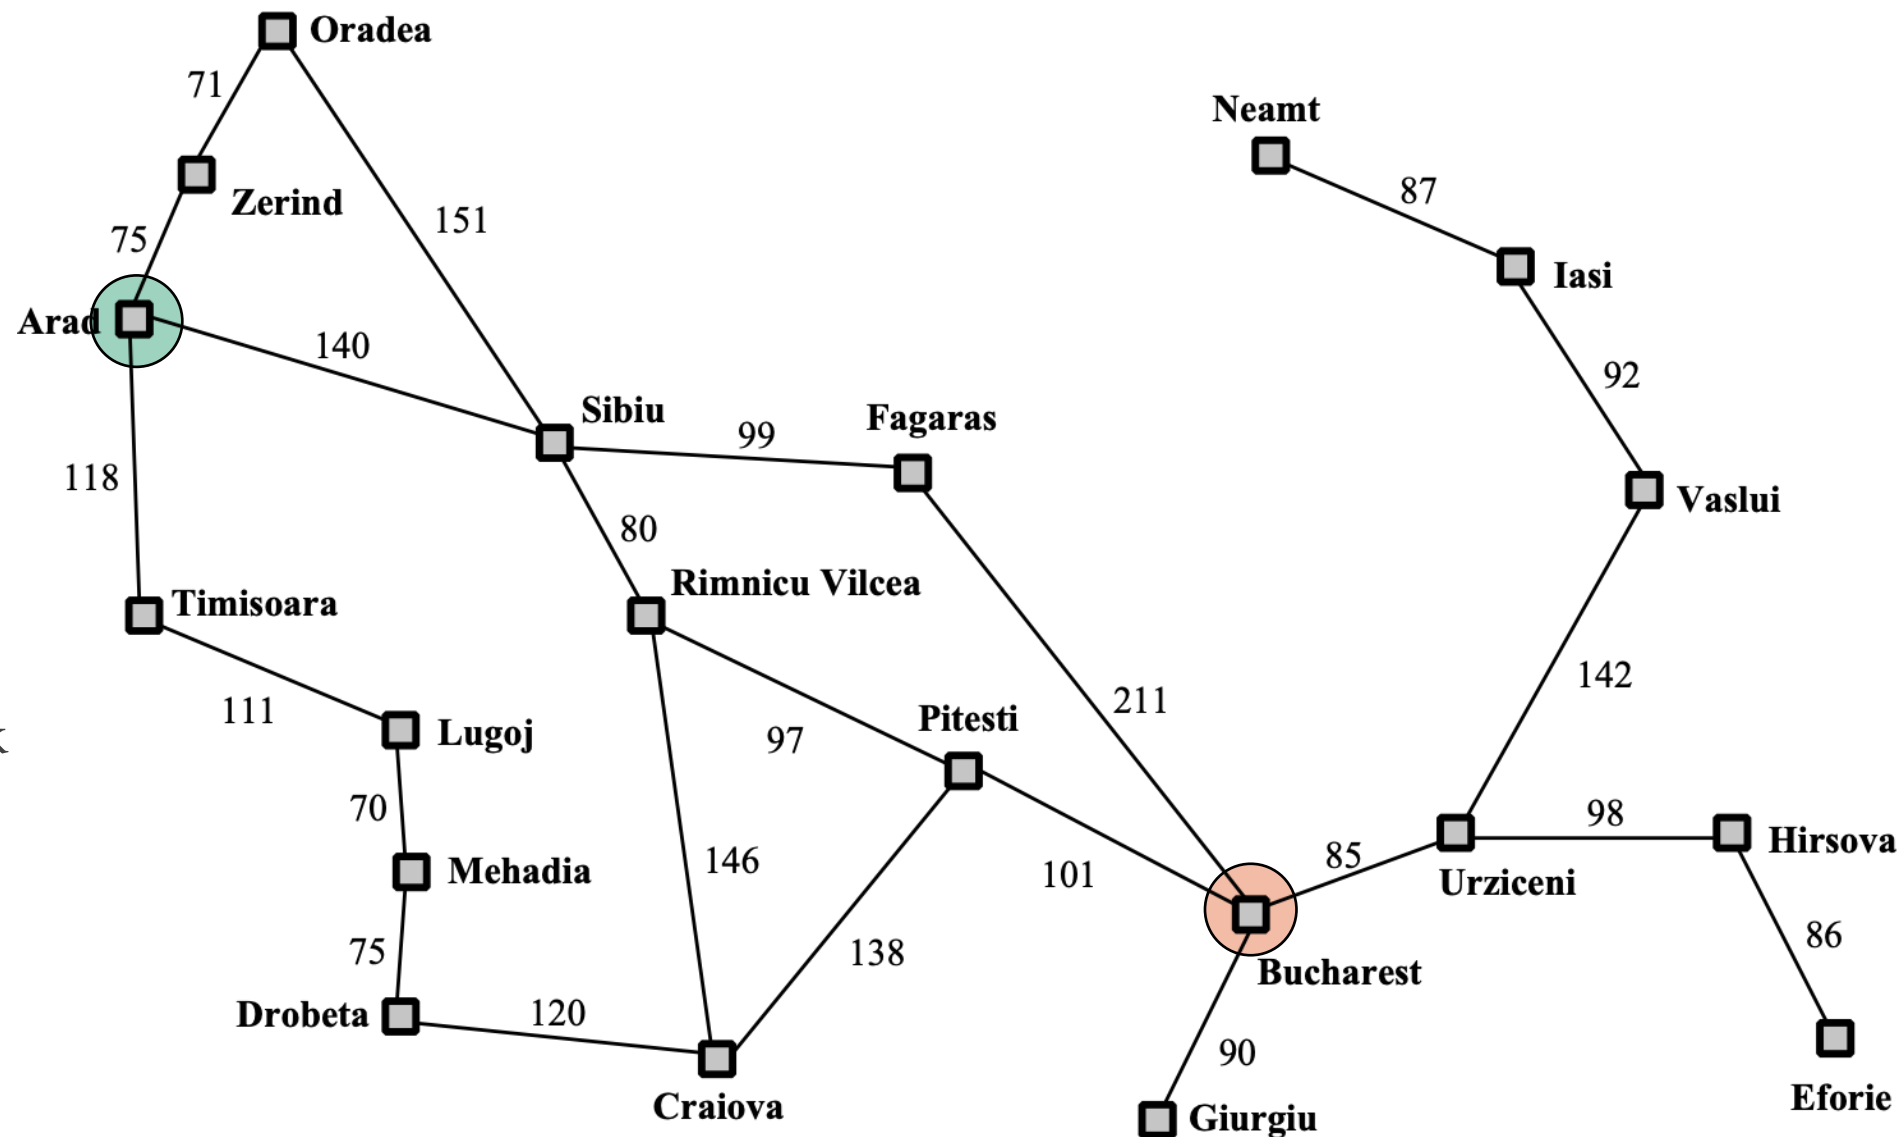 Oradea
71
Neamt
87
Zerind
151
75
Iasi
Arad
140
92
Sibiu
Fagaras
99
118
Vaslui
80
Rimnicu Vilcea
Timisoara
142
211
111
Pitesti
Lugoj
97
k
70
98
Hirsova
146
85
Mehadia
101
Urziceni
75
138
86
Bucharest
Drobeta
120
90
Craiova
Eforie
Giurgiu